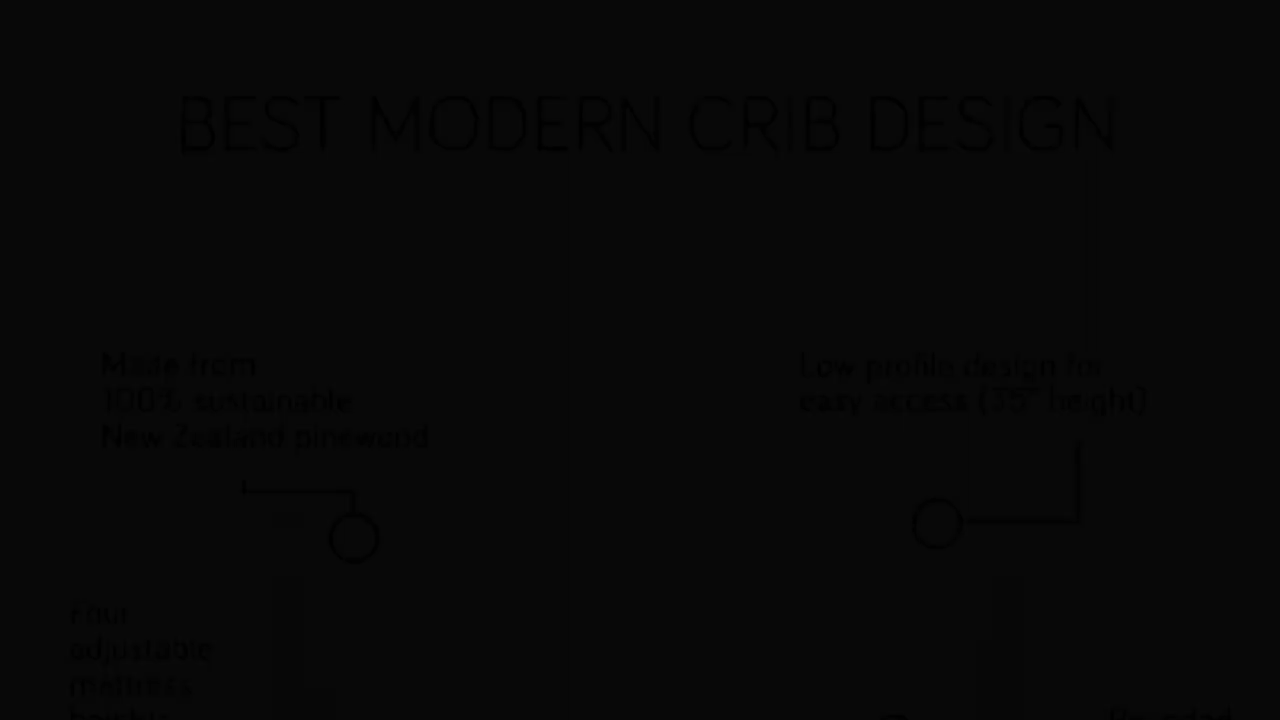 BEST MODERN CRIB DESIGN
Made from
100% sustainable
New Zealand pinewood
Low profile design for
easy access (35" height)
Four
adjustable
mattress
heights